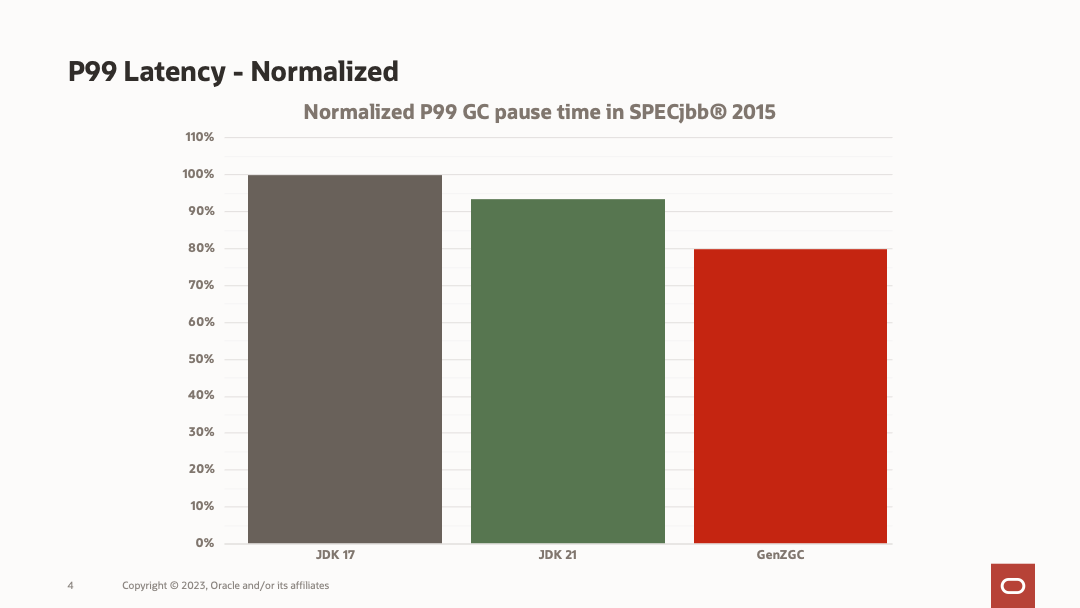 P99 Latency - Normalized
Normalized P99 GC pause time in SPECjbb® 2015
110%
100%
90%
80%
70%
60%
50%
40%
30%
20%
10%
0%
JDK 17
JDK 21
GenZGC
4
Copyright © 2023, Oracle and/or its affiliates